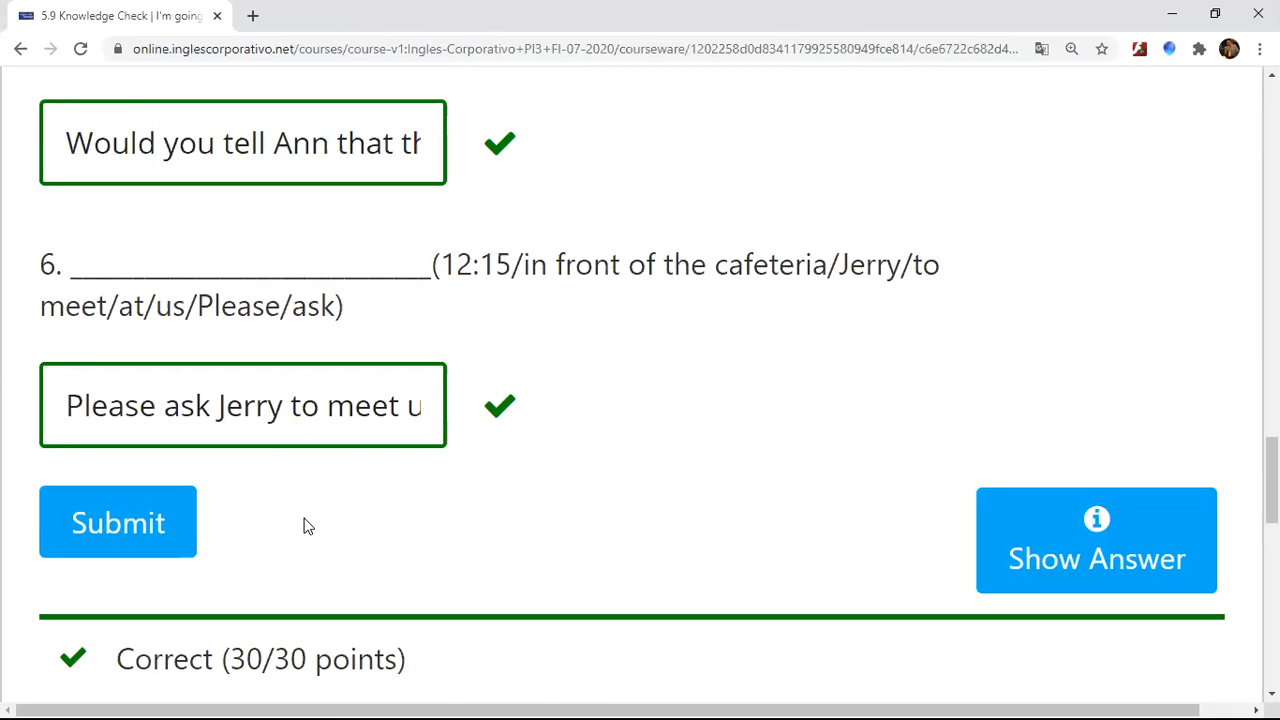 5.9 Knowledge Check | I'm going
online.inglescorporativo.net/courses/course-v1:Ingles-Corporativo+PI3+FI-07-2020/courseware/1202258d0d8341179925580949fce814/c6e6722c682d4...
Would you tell Ann that th
6. ________________________(12:15/in front of the cafeteria/Jerry/to
meet/at/us/Please/ask)
Please ask Jerry to meet u
Submit
Show Answer
Correct (30/30 points)